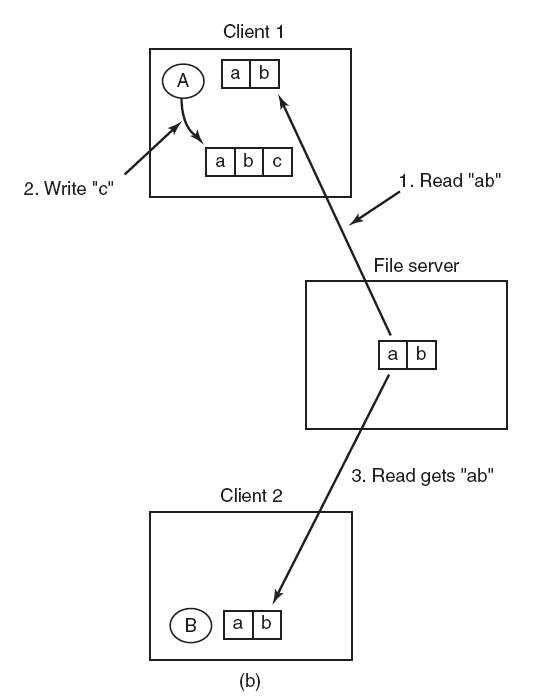 Client 1
A
a b
a b c
2. Write "c"
1. Read "ab"
File server
a b
3. Read gets "ab"
Client 2
B
a b
(b)